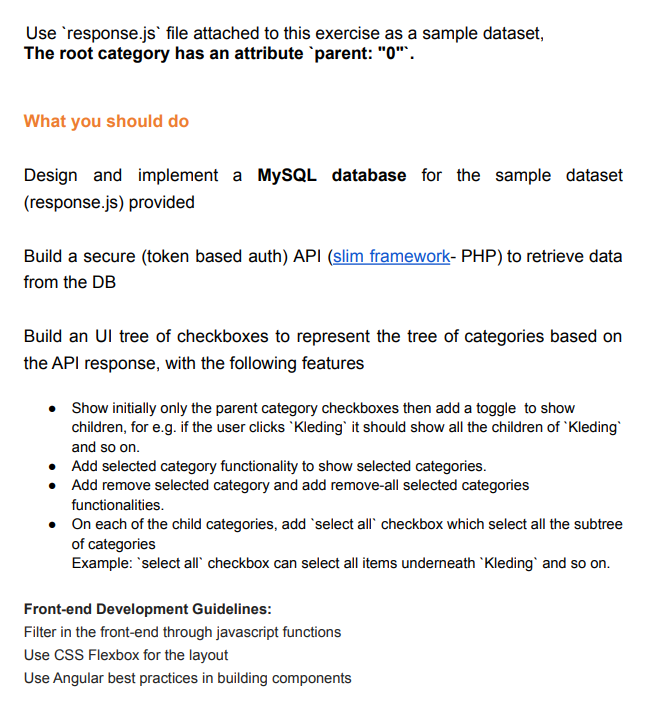 Use `response.js` file attached to this exercise as a sample dataset,
The root category has an attribute `parent: "0"`.
What you should do
Design and implement a MySQL database for the sample dataset
(response.js) provided
Build a secure (token based auth) API (slim framework- PHP) to retrieve data
from the DB
Build an UI tree of checkboxes to represent the tree of categories based on
the API response, with the following features
● Show initially only the parent category checkboxes then add a toggle to show
children, for e.g. if the user clicks `Kleding` it should show all the children of `Kleding`
and so on.
● Add selected category functionality to show selected categories.
● Add remove selected category and add remove-all selected categories
functionalities.
● On each of the child categories, add `select all` checkbox which select all the subtree
of categories
Example: `select all` checkbox can select all items underneath `Kleding` and so on.
Front-end Development Guidelines:
Filter in the front-end through javascript functions
Use CSS Flexbox for the layout
Use Angular best practices in building components